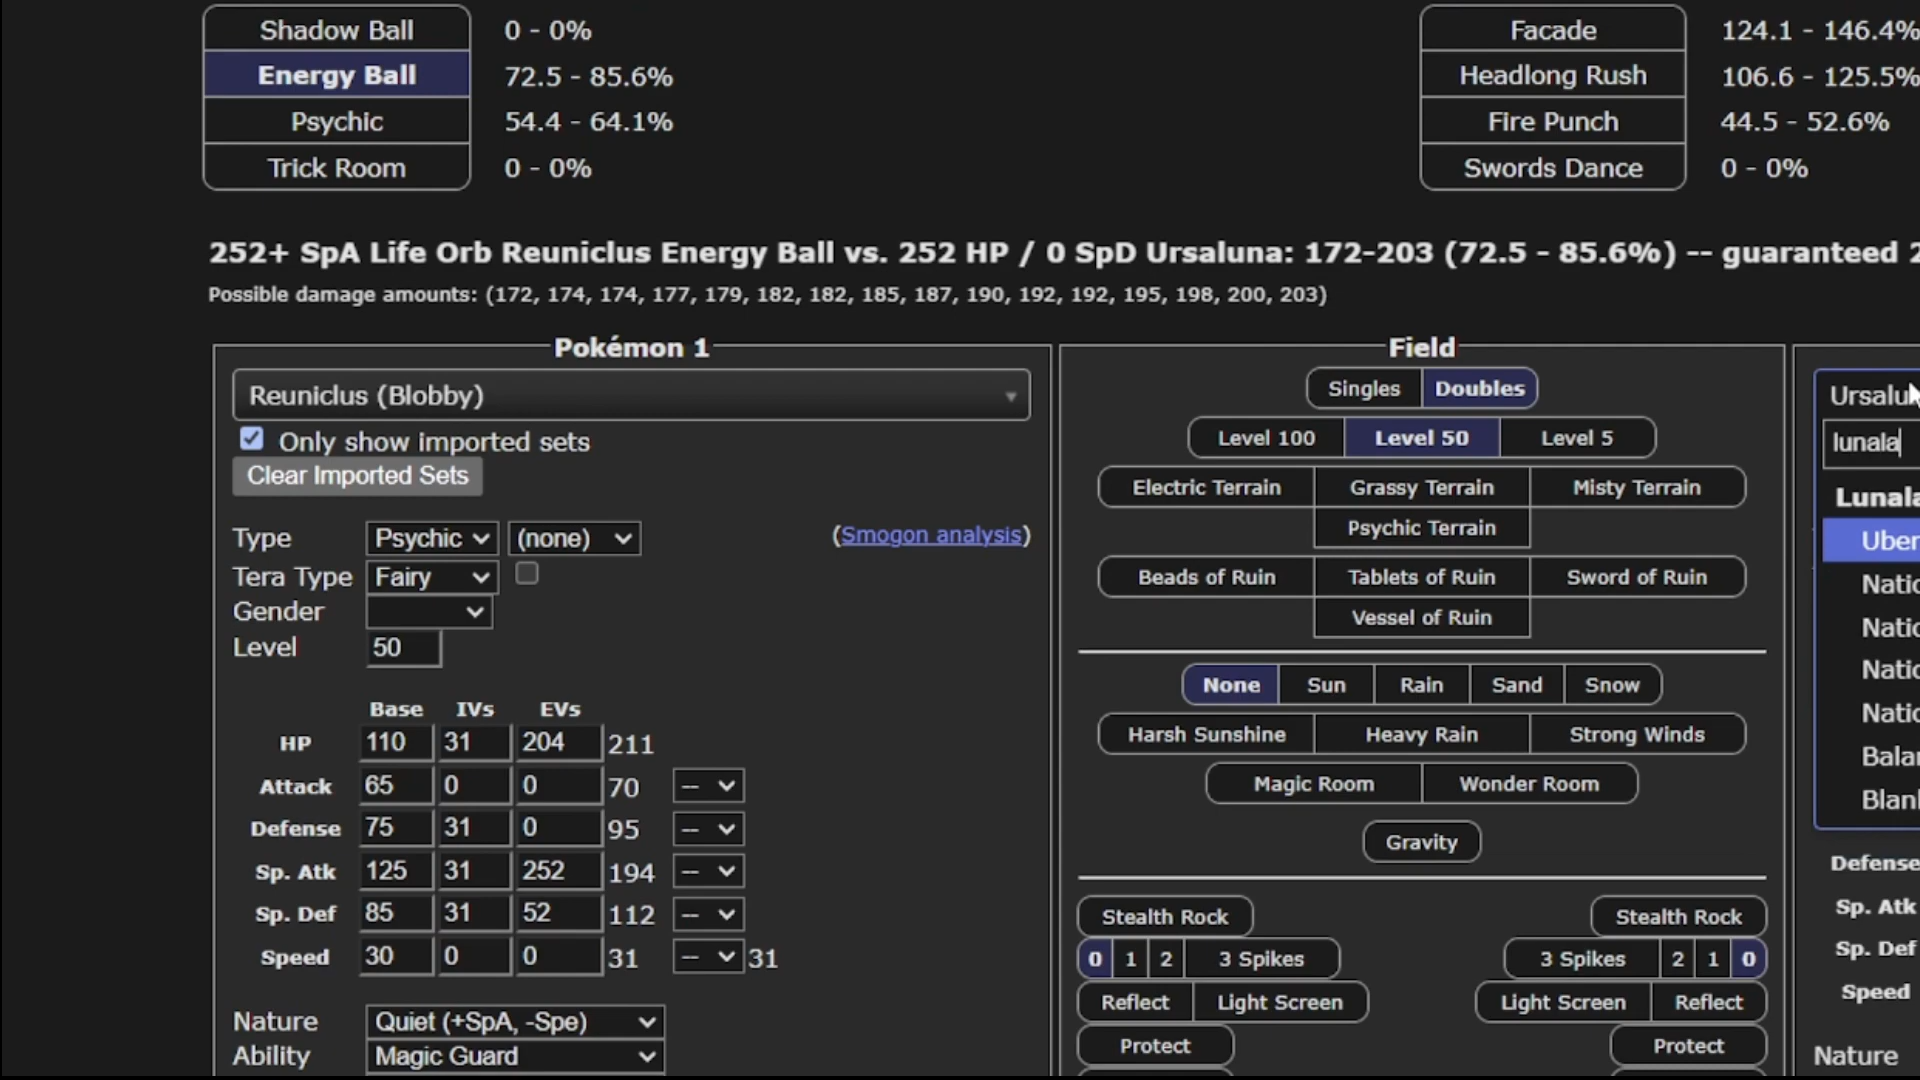 Shadow Ball 0 - 0%
Energy Ball 72.5 - 85.6%
Psychic 54.4 - 64.1%
Trick Room 0 - 0%
Facade 124.1 - 146.4%
Headlong Rush 106.6 - 125.5%
Fire Punch 44.5 - 52.6%
Swords Dance 0 - 0%
252+ SpA Life Orb Reuniclus Energy Ball vs. 252 HP / 0 SpD Ursaluna: 172-203 (72.5 - 85.6%) -- guaranteed 2
Possible damage amounts: (172, 174, 174, 177, 179, 182, 182, 185, 187, 190, 192, 192, 195, 198, 200, 203)
Pokémon 1
Reuniclus (Blobby)
Only show imported sets
Clear Imported Sets
Type Psychic (none) (Smogon analysis)
Tera Type Fairy
Gender
Level 50
Base IVs EVs
HP 110 31 204 211
Attack 65 0 0 70 --
Defense 75 31 0 95 --
Sp. Atk 125 31 252 194 --
Sp. Def 85 31 52 112 --
Speed 30 0 0 31 -- 31
Nature Quiet (+SpA, -Spe)
Ability Magic Guard
Field
Singles Doubles
Level 100 Level 50 Level 5
Electric Terrain Grassy Terrain Misty Terrain
Psychic Terrain
Beads of Ruin Tablets of Ruin Sword of Ruin
Vessel of Ruin
None Sun Rain Sand Snow
Harsh Sunshine Heavy Rain Strong Winds
Magic Room Wonder Room
Gravity
Stealth Rock Stealth Rock
0 1 2 3 Spikes 3 Spikes 2 1 0
Reflect Light Screen Light Screen Reflect
Protect Protect
Ursalu
lunala
Lunala
Uber
Natio
Natio
Natio
Natio
Balan
Blank
Defense
Sp. Atk
Sp. Def
Speed
Nature